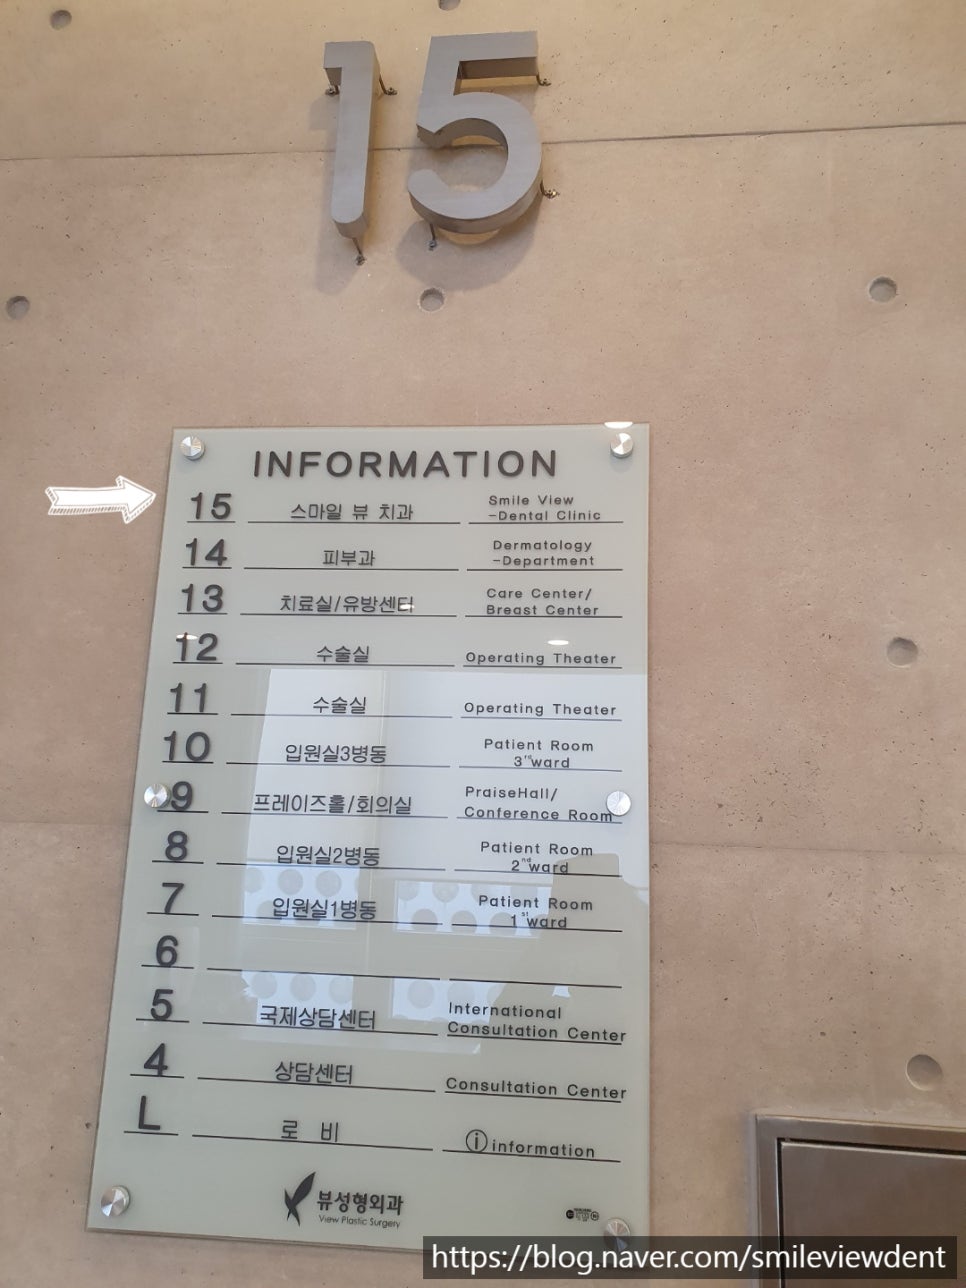 15
INFORMATION
15 스마일 뷰 치과 Smile View
-Dental Clinic
14 피부과 Dermatology
-Department
13 치료실/유방센터 Care Center/
Breast Center
12 수술실 Operating Theater
11 수술실 Operating Theater
10 입원실3병동 Patient Room
3rd ward
9 프레이즈홀/회의실 PraiseHall/
Conference Room
8 입원실2병동 Patient Room
2nd ward
7 입원실1병동 Patient Room
1st ward
6
5 국제상담센터 International
Consultation Center
4 상담센터 Consultation Center
L 로 비 i information
뷰성형외과
View Plastic Surgery
https://blog.naver.com/smileviewdent